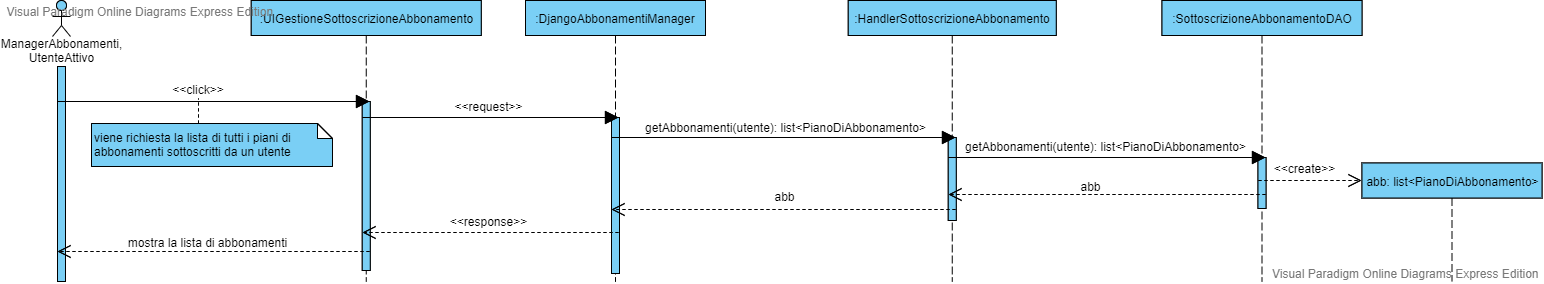 Visual Paradigm Online Diagrams Express Edition
:UIGestioneSottoscrizioneAbbonamento
:DjangoAbbonamentiManager
:HandlerSottoscrizioneAbbonamento
:SottoscrizioneAbbonamentoDAO
ManagerAbbonamenti,
UtenteAttivo
<<click>>
<<request>>
viene richiesta la lista di tutti i piani di
abbonamenti sottoscritti da un utente
getAbbonamenti(utente): list<PianoDiAbbonamento>
getAbbonamenti(utente): list<PianoDiAbbonamento>
<<create>>
abb: list<PianoDiAbbonamento>
abb
abb
<<response>>
mostra la lista di abbonamenti
Visual Paradigm Online Diagrams Express Edition